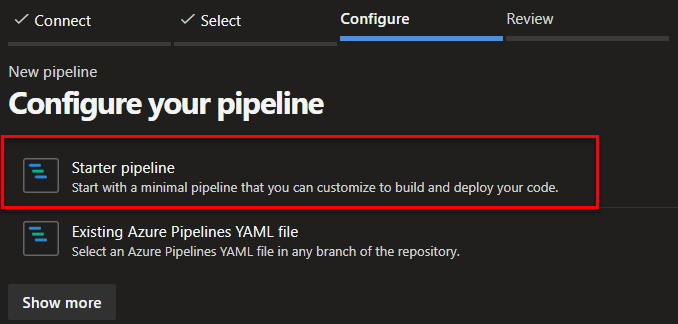 Connect
Select
Configure
Review
New pipeline
Configure your pipeline
Starter pipeline
Start with a minimal pipeline that you can customize to build and deploy your code.
Existing Azure Pipelines YAML file
Select an Azure Pipelines YAML file in any branch of the repository.
Show more